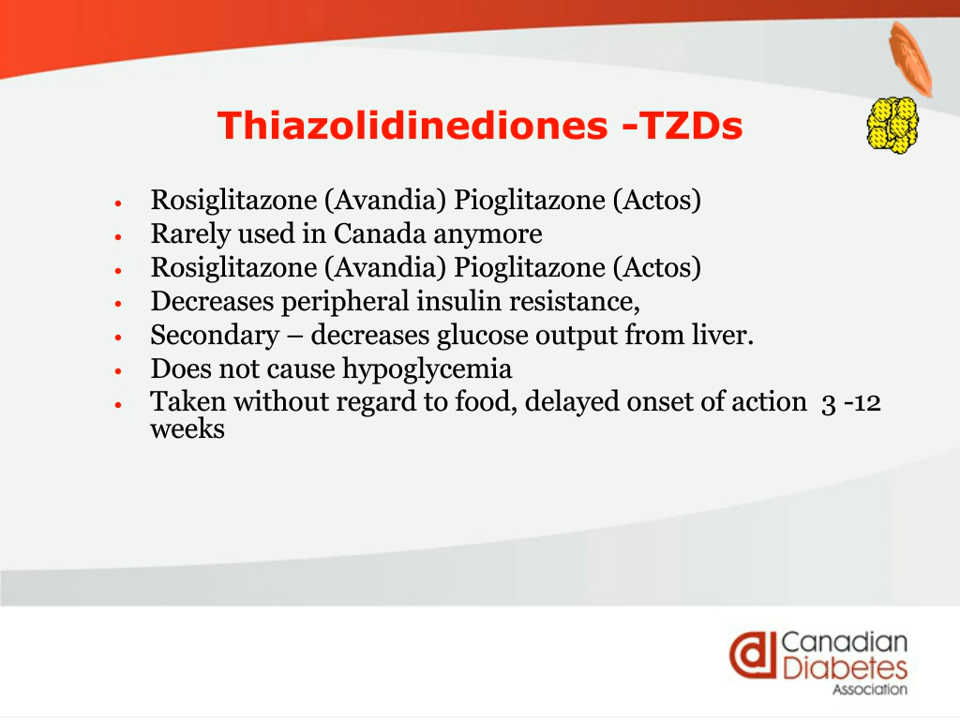 Thiazolidinediones -TZDs
• Rosiglitazone (Avandia) Pioglitazone (Actos)
• Rarely used in Canada anymore
• Rosiglitazone (Avandia) Pioglitazone (Actos)
• Decreases peripheral insulin resistance,
• Secondary – decreases glucose output from liver.
• Does not cause hypoglycemia
• Taken without regard to food, delayed onset of action 3 -12
weeks
Canadian
Diabetes
Association